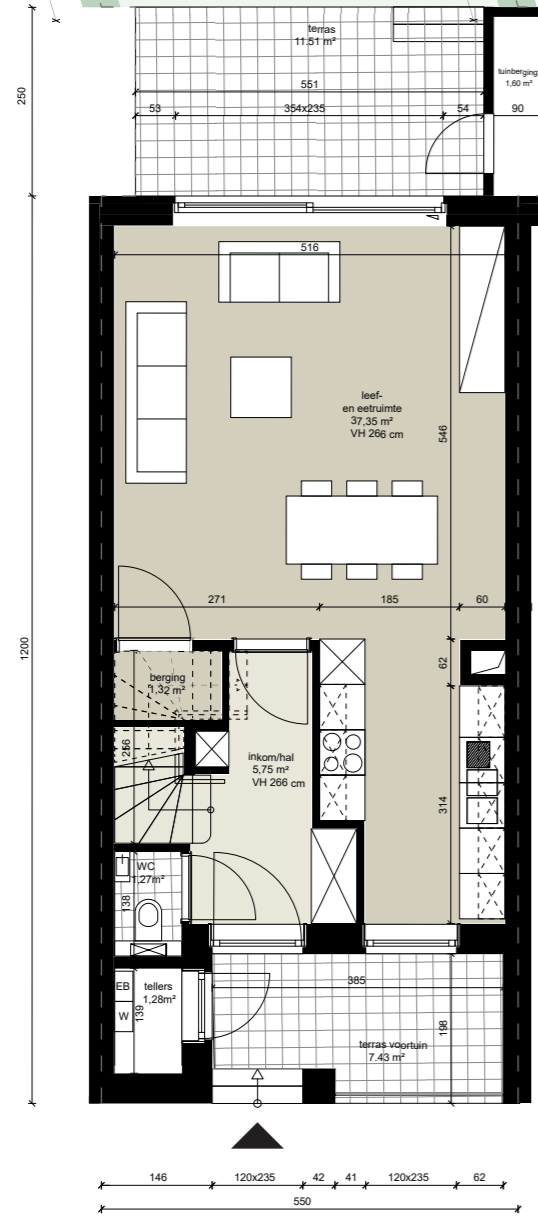 terras
11.51 m²
tuinberging
1,60 m²
250
551
53
354x235
54
90
516
leef-
en eetruimte
37,35 m²
VH 266 cm
546
271
185
60
1200
berging
1,32 m²
62
inkom/hal
5,75 m²
VH 266 cm
256
314
WC
1,27m²
138
EB
W
tellers
1,28m²
139
385
198
terras voortuin
7.43 m²
146
120x235
42
41
120x235
62
550